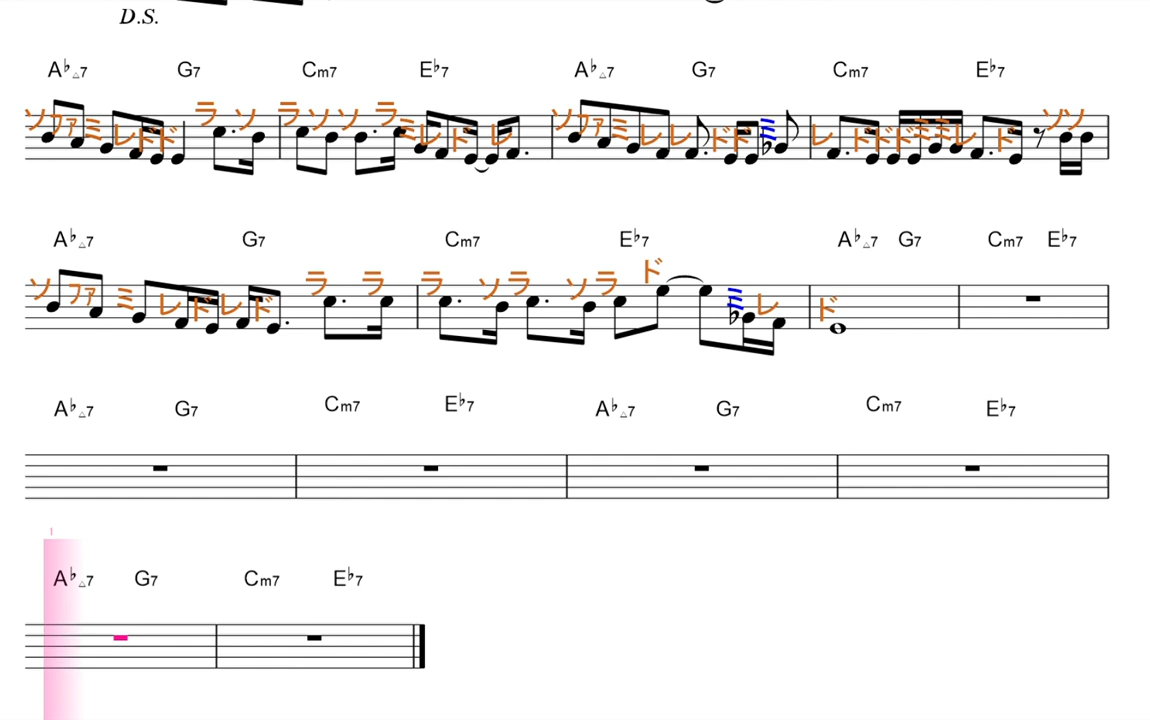 D.S.
A♭△7 G7 Cm7 E♭7 A♭△7 G7 Cm7 E♭7
ソ ファ ミ レ ド ド ラ ソ ラ ソ ソ ラ ミ レ ド レ ソ ファ ミ レ レ ド ド ミ レ ド ド ド ミ ミ レ ド ソ ソ
A♭△7 G7 Cm7 E♭7 A♭△7 G7 Cm7 E♭7
ソ ファ ミ レ ド レ ド ラ ラ ラ ソ ラ ソ ラ ド ミ レ ド
A♭△7 G7 Cm7 E♭7 A♭△7 G7 Cm7 E♭7
A♭△7 G7 Cm7 E♭7